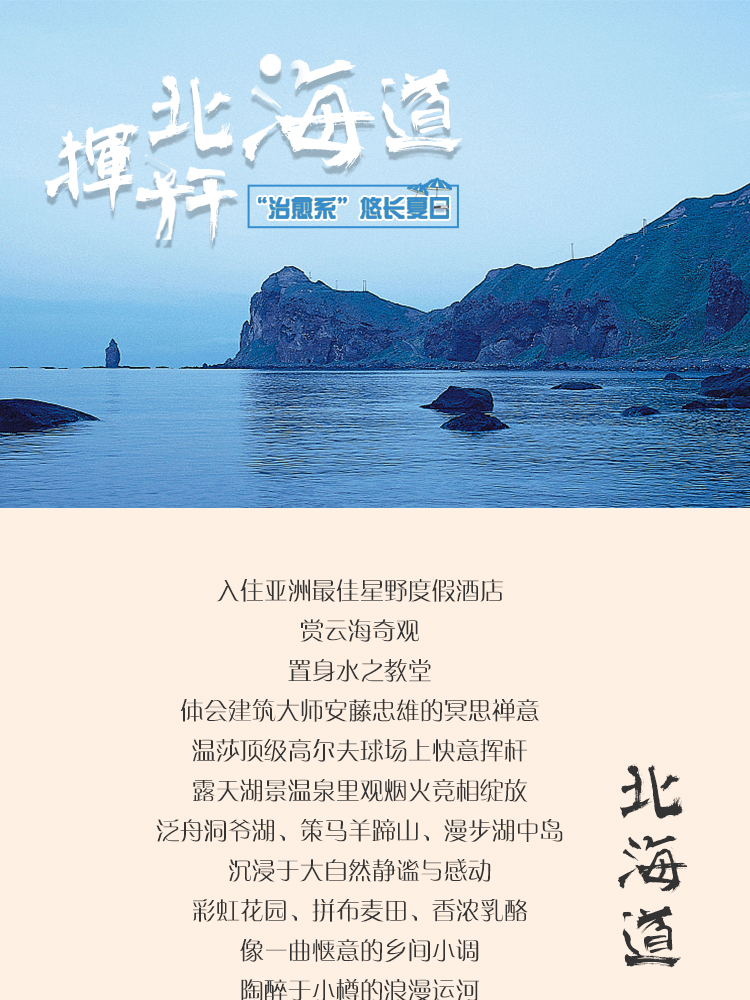 北海道
揮杆
“治愈系”悠长夏日
入住亚洲最佳星野度假酒店
赏云海奇观
置身水之教堂
体会建筑大师安藤忠雄的冥思禅意
温莎顶级高尔夫球场上快意挥杆
露天湖景温泉里观烟火竞相绽放
泛舟洞爷湖、策马羊蹄山、漫步湖中岛
沉浸于大自然静谧与感动
彩虹花园、拼布麦田、香浓乳酪
像一曲惬意的乡间小调
陶醉于小樽的浪漫运河
北海道